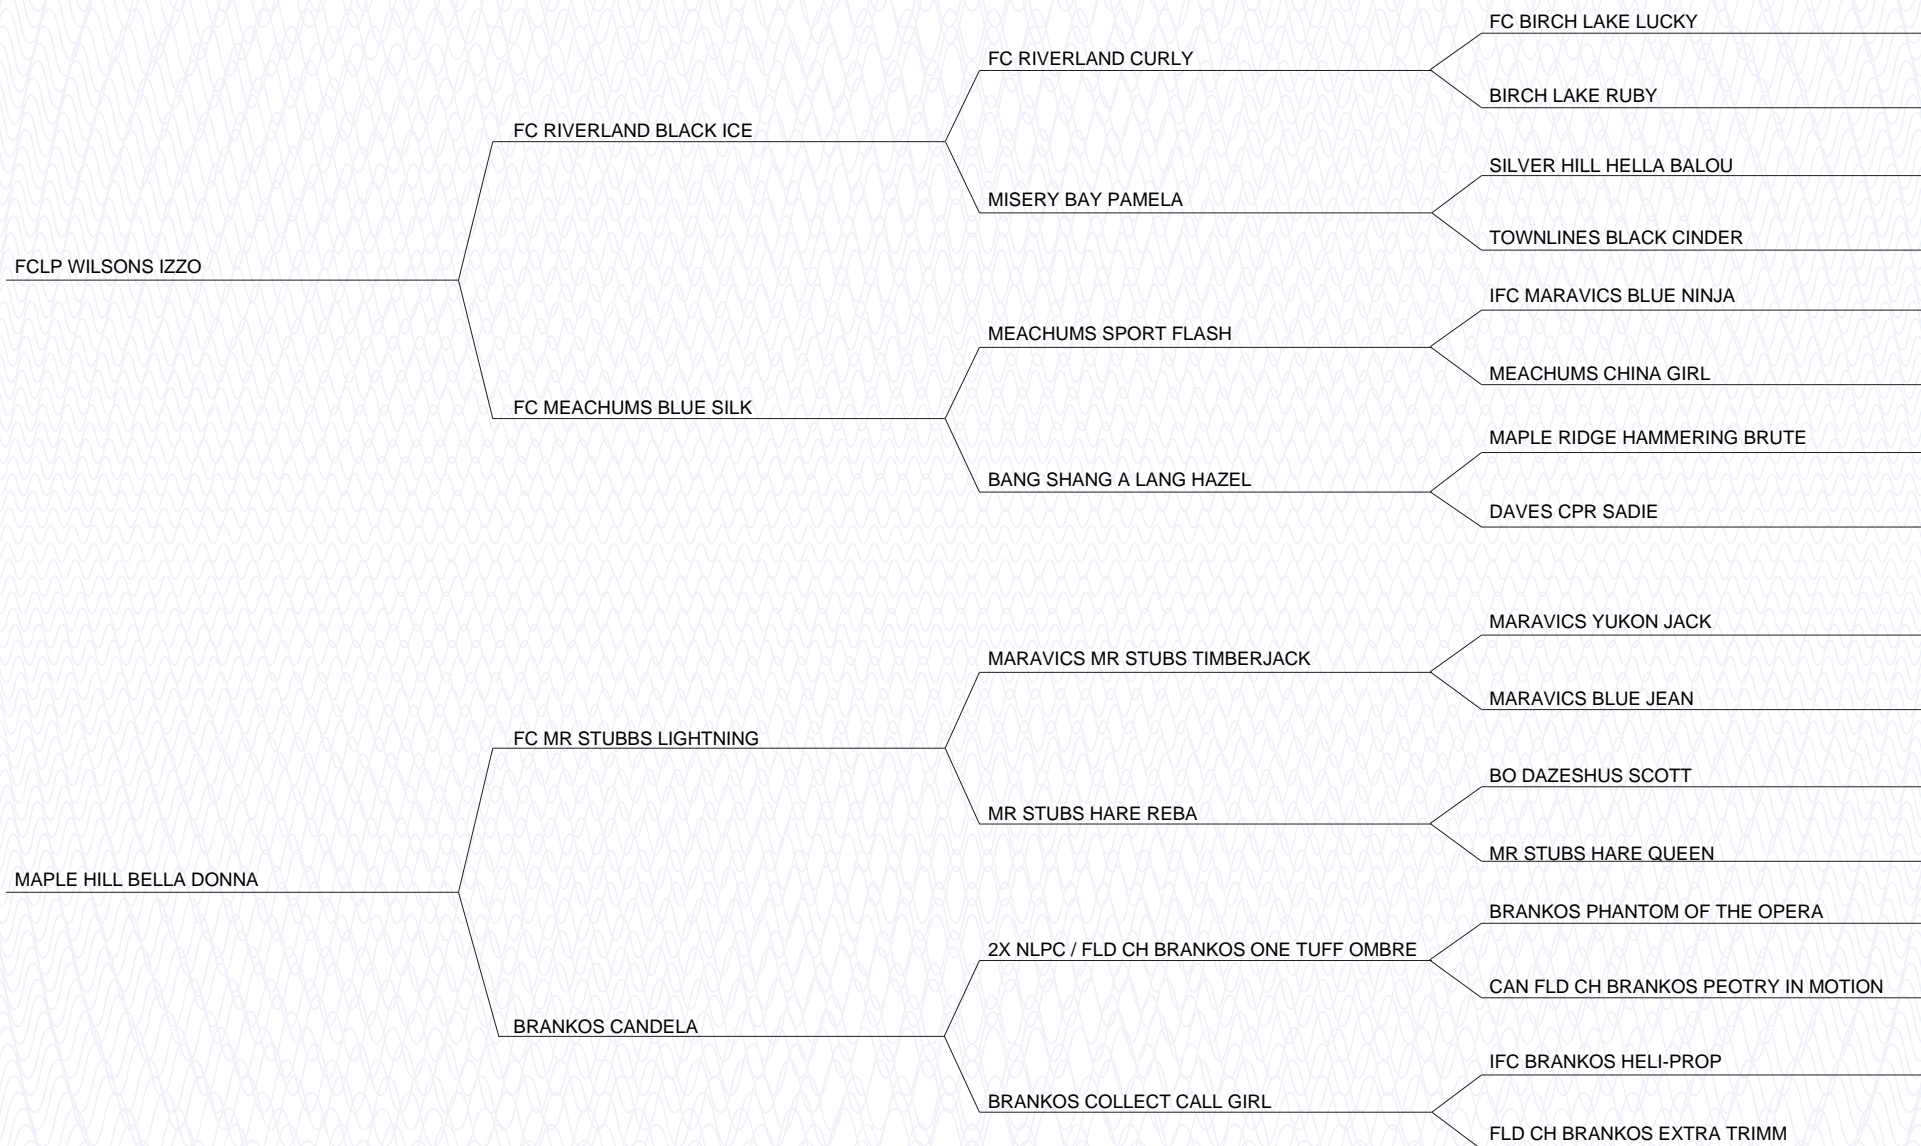 FC BIRCH LAKE LUCKY
FC RIVERLAND CURLY
BIRCH LAKE RUBY
FC RIVERLAND BLACK ICE
SILVER HILL HELLA BALOU
MISERY BAY PAMELA
TOWNLINES BLACK CINDER
FCLP WILSONS IZZO
IFC MARAVICS BLUE NINJA
MEACHUMS SPORT FLASH
MEACHUMS CHINA GIRL
FC MEACHUMS BLUE SILK
MAPLE RIDGE HAMMERING BRUTE
BANG SHANG A LANG HAZEL
DAVES CPR SADIE
MARAVICS YUKON JACK
MARAVICS MR STUBS TIMBERJACK
MARAVICS BLUE JEAN
FC MR STUBBS LIGHTNING
BO DAZESHUS SCOTT
MR STUBS HARE REBA
MR STUBS HARE QUEEN
MAPLE HILL BELLA DONNA
BRANKOS PHANTOM OF THE OPERA
2X NLPC / FLD CH BRANKOS ONE TUFF OMBRE
CAN FLD CH BRANKOS PEOTRY IN MOTION
BRANKOS CANDELA
IFC BRANKOS HELI-PROP
BRANKOS COLLECT CALL GIRL
FLD CH BRANKOS EXTRA TRIMM